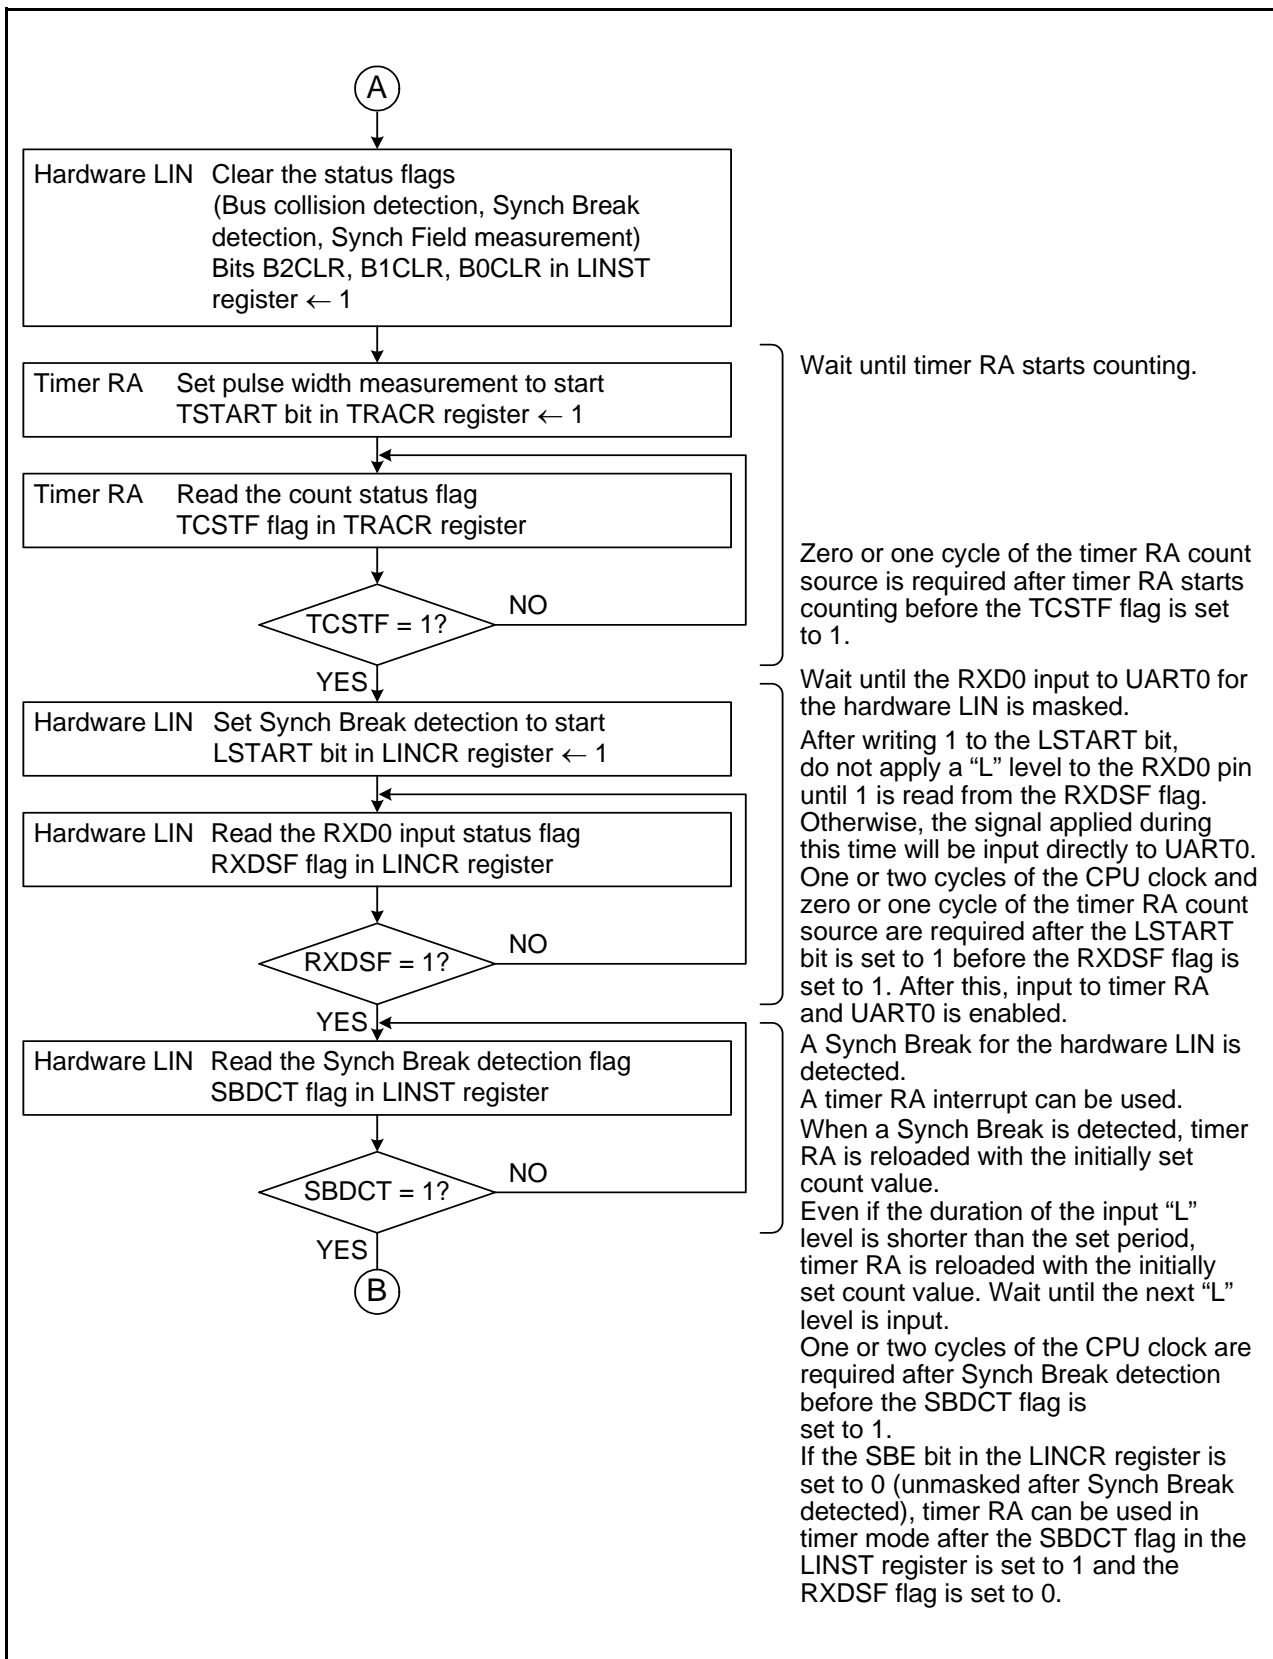 A
Hardware LIN Clear the status flags
(Bus collision detection, Synch Break
detection, Synch Field measurement)
Bits B2CLR, B1CLR, B0CLR in LINST
register ← 1
Timer RA Set pulse width measurement to start
TSTART bit in TRACR register ← 1
Wait until timer RA starts counting.
Timer RA Read the count status flag
TCSTF flag in TRACR register
TCSTF = 1?
NO
YES
Zero or one cycle of the timer RA count
source is required after timer RA starts
counting before the TCSTF flag is set
to 1.
Hardware LIN Set Synch Break detection to start
LSTART bit in LINCR register ← 1
Hardware LIN Read the RXD0 input status flag
RXDSF flag in LINCR register
RXDSF = 1?
NO
YES
Wait until the RXD0 input to UART0 for
the hardware LIN is masked.
After writing 1 to the LSTART bit,
do not apply a “L” level to the RXD0 pin
until 1 is read from the RXDSF flag.
Otherwise, the signal applied during
this time will be input directly to UART0.
One or two cycles of the CPU clock and
zero or one cycle of the timer RA count
source are required after the LSTART
bit is set to 1 before the RXDSF flag is
set to 1. After this, input to timer RA
and UART0 is enabled.
Hardware LIN Read the Synch Break detection flag
SBDCT flag in LINST register
SBDCT = 1?
NO
YES
B
A Synch Break for the hardware LIN is
detected.
A timer RA interrupt can be used.
When a Synch Break is detected, timer
RA is reloaded with the initially set
count value.
Even if the duration of the input “L”
level is shorter than the set period,
timer RA is reloaded with the initially
set count value. Wait until the next “L”
level is input.
One or two cycles of the CPU clock are
required after Synch Break detection
before the SBDCT flag is
set to 1.
If the SBE bit in the LINCR register is
set to 0 (unmasked after Synch Break
detected), timer RA can be used in
timer mode after the SBDCT flag in the
LINST register is set to 1 and the
RXDSF flag is set to 0.